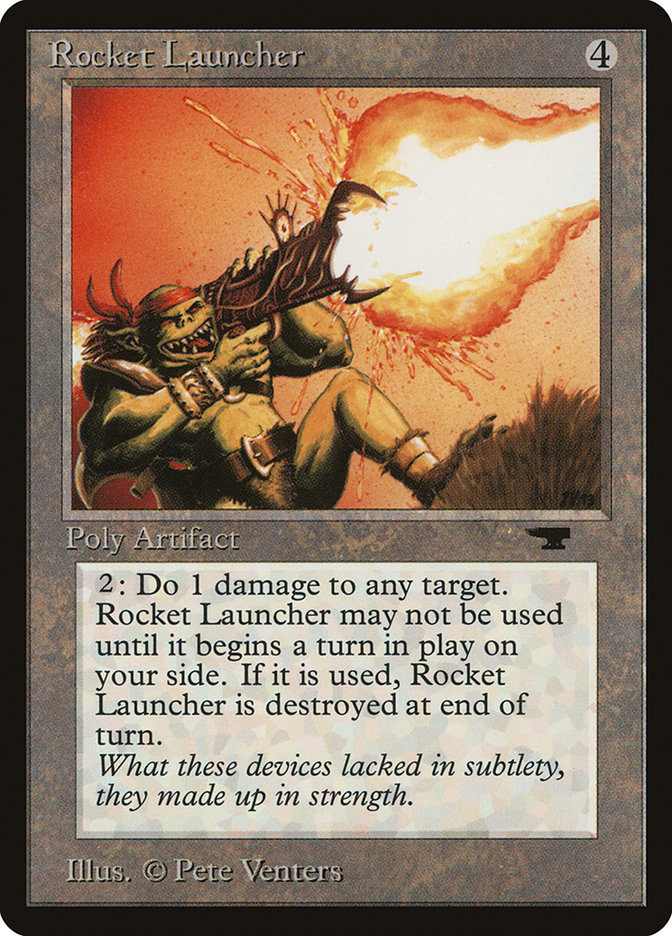 Rocket Launcher 4
Poly Artifact
2: Do 1 damage to any target.
Rocket Launcher may not be used
until it begins a turn in play on
your side. If it is used, Rocket
Launcher is destroyed at end of
turn.
What these devices lacked in subtlety,
they made up in strength.
Illus. © Pete Venters